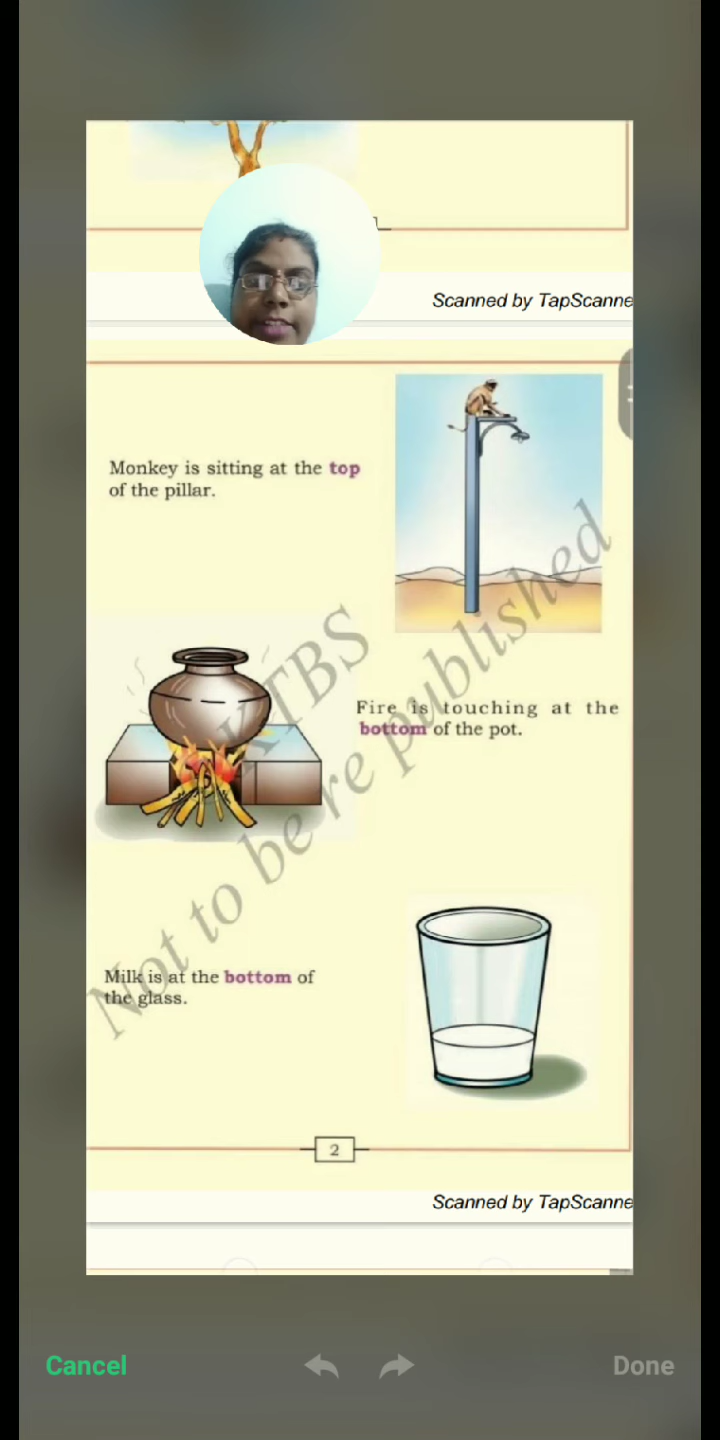 Scanned by TapScanne
Monkey is sitting at the top
of the pillar.
Fire is touching at the
bottom of the pot.
Milk is at the bottom of
the glass.
KTBS
Not to be re published
2
Scanned by TapScanne
Cancel
Done